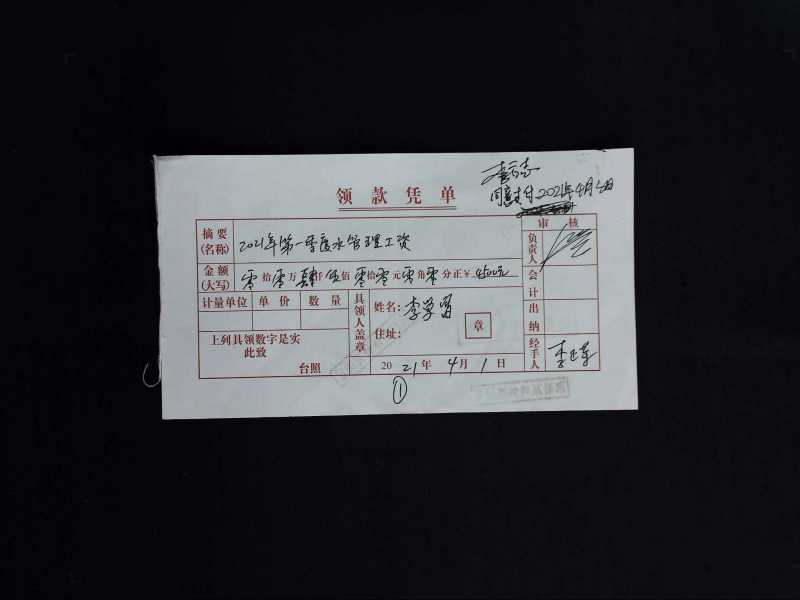 领款凭单
同意支付 2021年4月
摘要(名称) 2021年第一季度水管理工资
审核
负责人
金额(大写) 零拾零万肆仟伍佰零拾零元零角零分正¥ 4500元
会计
计量单位 单价 数量
具领人盖章
姓名: 李学
住址:
章
出纳
上列具领数字是实
此致
台照
2021年4月1日
经手人 李正
①